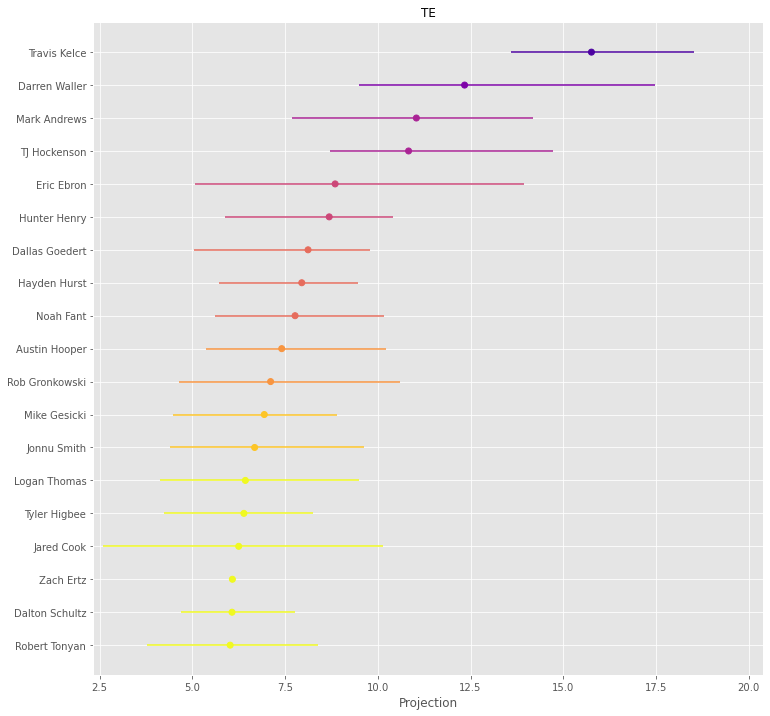 TE
Travis Kelce
Darren Waller
Mark Andrews
TJ Hockenson
Eric Ebron
Hunter Henry
Dallas Goedert
Hayden Hurst
Noah Fant
Austin Hooper
Rob Gronkowski
Mike Gesicki
Jonnu Smith
Logan Thomas
Tyler Higbee
Jared Cook
Zach Ertz
Dalton Schultz
Robert Tonyan
2.5 5.0 7.5 10.0 12.5 15.0 17.5 20.0
Projection